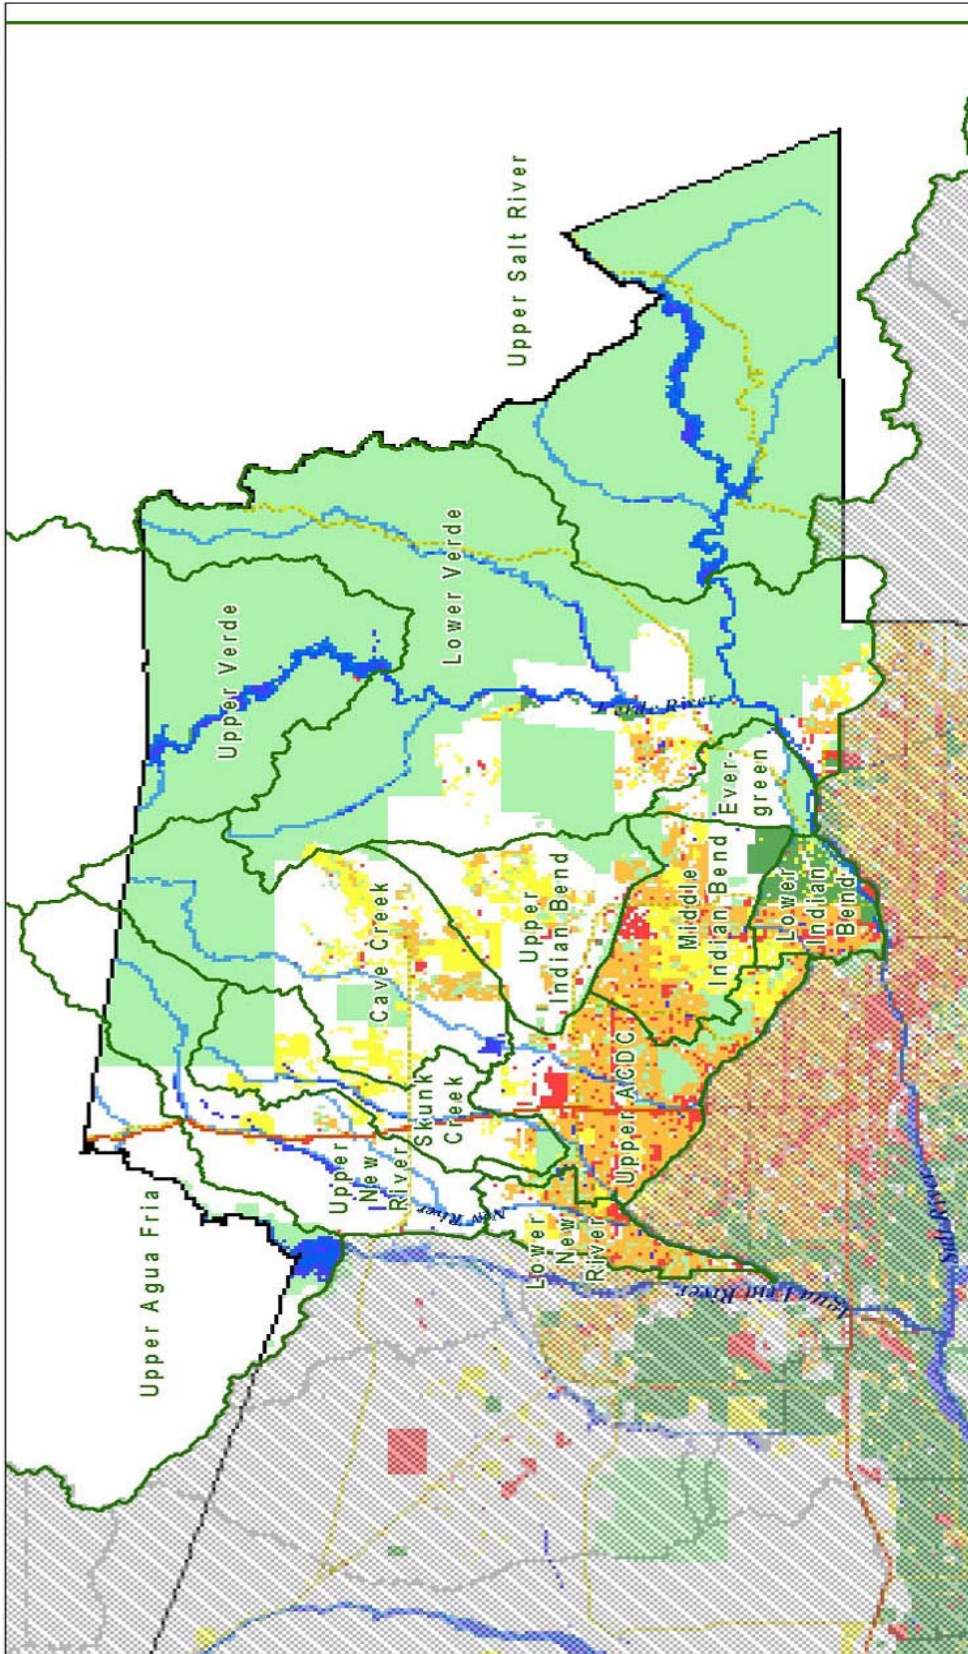 Upper Agua Fria
Upper Salt River
Upper Verde
Lower Verde
Cave Creek
Upper
New
River
Skunk
Creek
New River
Upper
Indian Bend
Verde River
Lower
New
River
Upper ACDC
Middle
Indian Bend
Ever-
green
Lower
Indian
Bend
Agua Fria River
Salt River